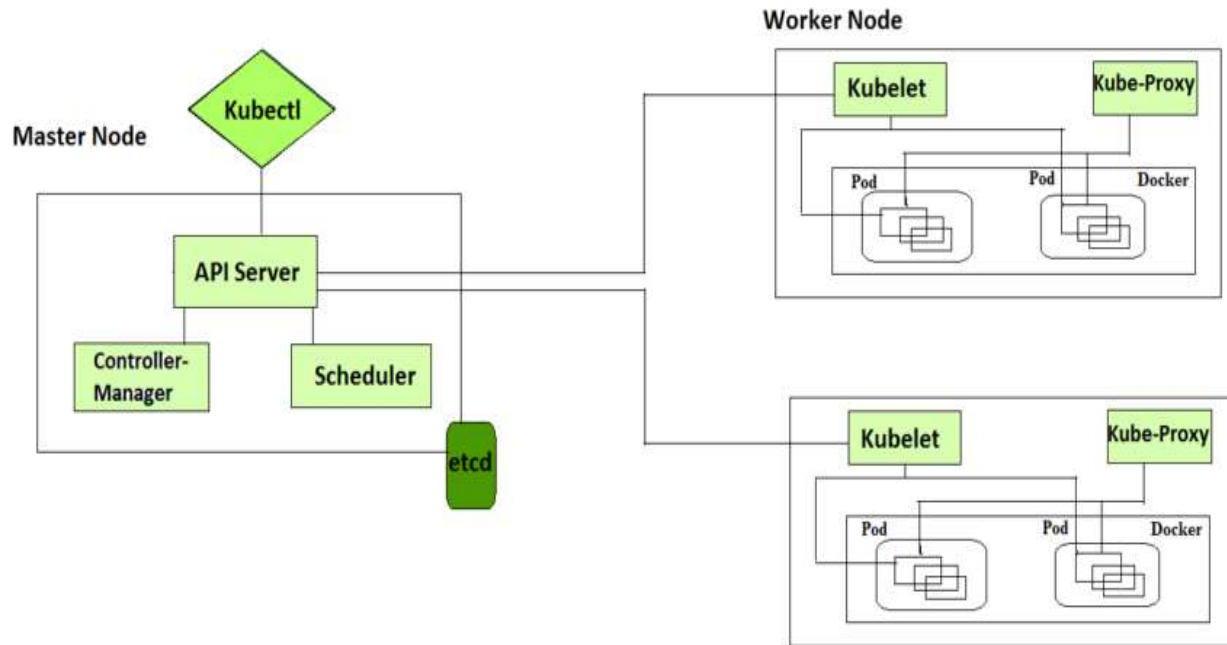 Worker Node
Kubectl
Master Node
Kubelet
Kube-Proxy
Pod
Pod
Docker
API Server
Controller-
Manager
Scheduler
etcd
Kubelet
Kube-Proxy
Pod
Pod
Docker